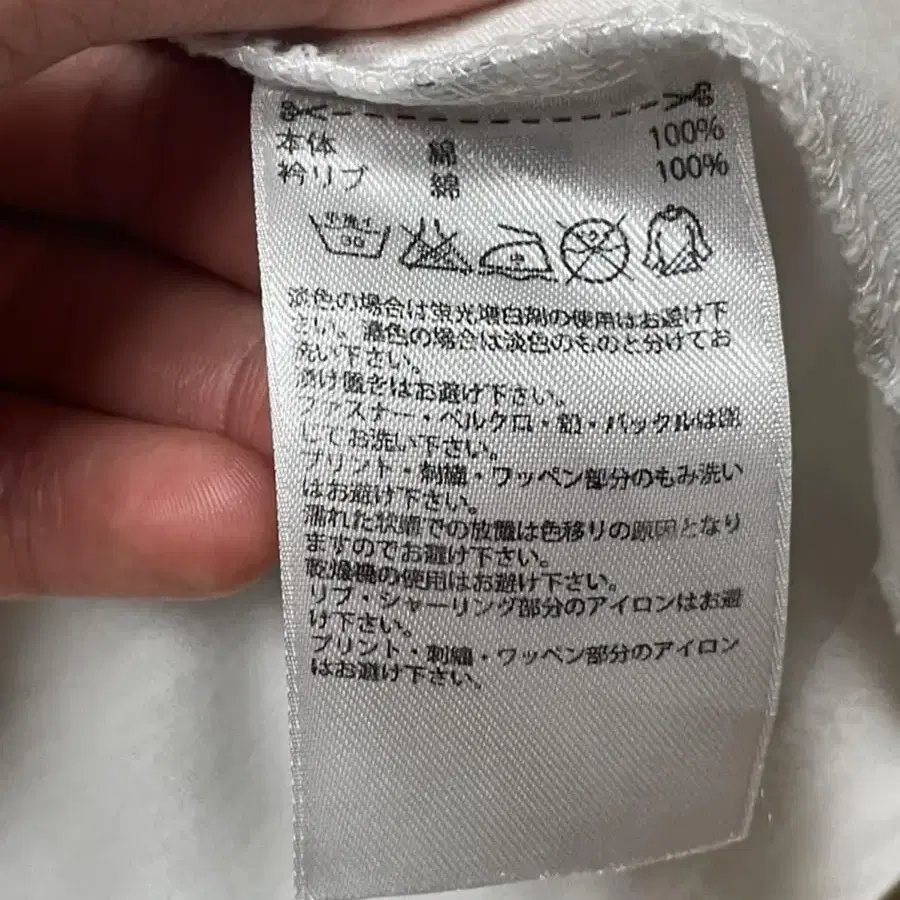 本体 綿 100%
衿リブ 綿 100%
30
淡色の場合は蛍光増白剤の使用はお避け下
さい。濃色の場合は淡色のものと分けてお
洗い下さい。
漬け置きはお避け下さい。
ファスナー・ベルクロ・釦・バックルは閉
じてお洗い下さい。
プリント・刺繍・ワッペン部分のもみ洗い
はお避け下さい。
濡れた状態での放置は色移りの原因となり
ますのでお避け下さい。
乾燥機の使用はお避け下さい。
リブ・シャーリング部分のアイロンはお避
け下さい。
プリント・刺繍・ワッペン部分のアイロン
はお避け下さい。